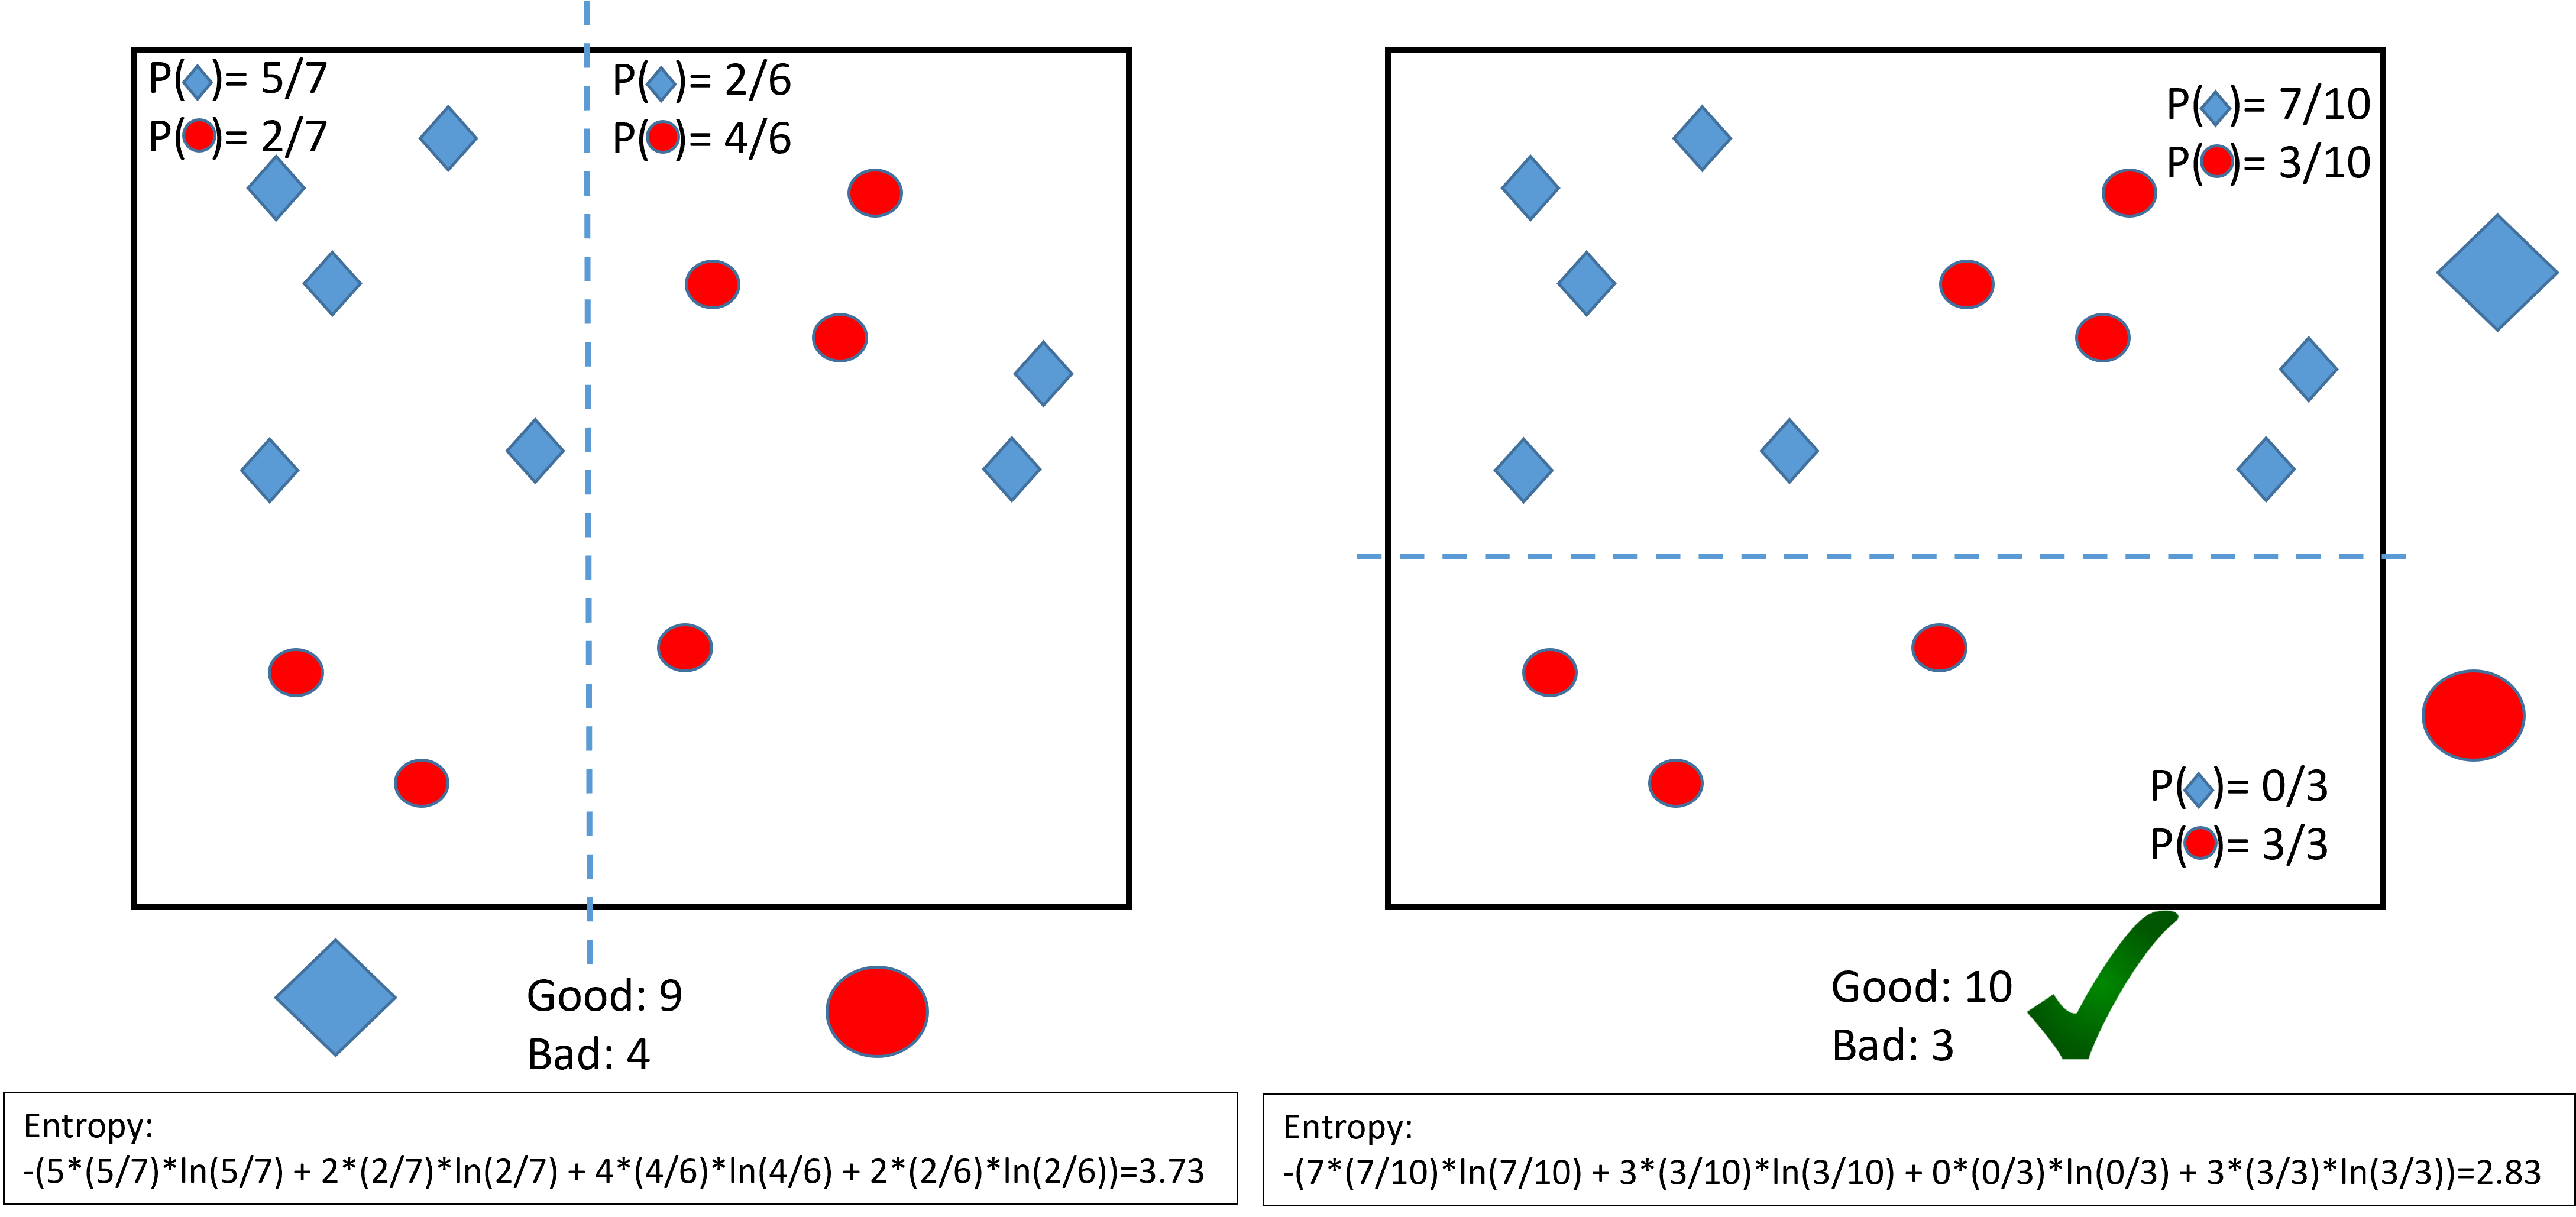 P(◆)= 5/7
P(●)= 2/7
P(◆)= 2/6
P(●)= 4/6
Good: 9
Bad: 4
Entropy:
-(5*(5/7)*ln(5/7) + 2*(2/7)*ln(2/7) + 4*(4/6)*ln(4/6) + 2*(2/6)*ln(2/6))=3.73
P(◆)= 7/10
P(●)= 3/10
P(◆)= 0/3
P(●)= 3/3
Good: 10
Bad: 3
Entropy:
-(7*(7/10)*ln(7/10) + 3*(3/10)*ln(3/10) + 0*(0/3)*ln(0/3) + 3*(3/3)*ln(3/3))=2.83